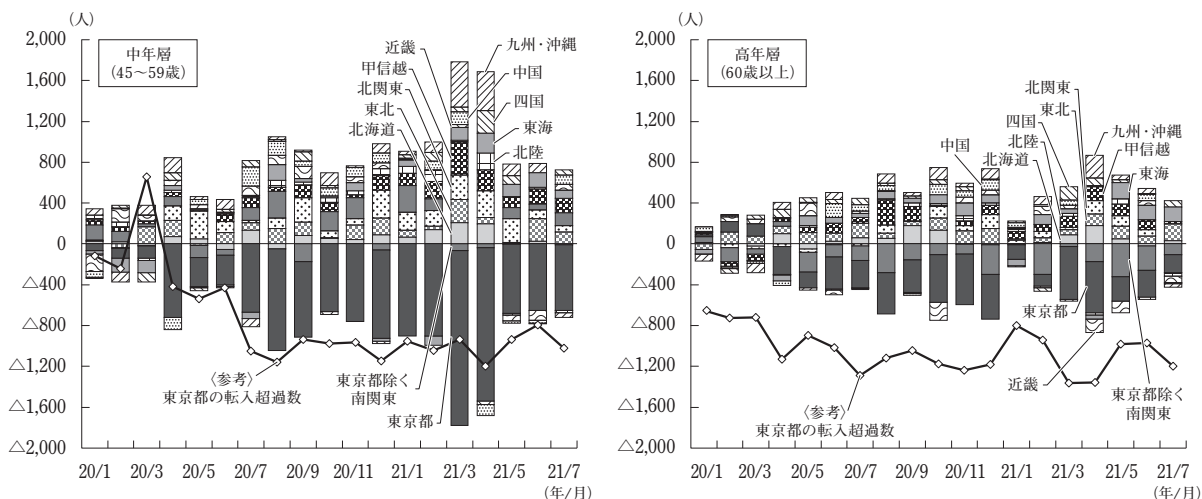 （人）
2,000
1,600
1,200
800
400
0
△400
△800
△1,200
△1,600
△2,000
中年層
（45～59歳）
近畿
甲信越
北関東
東北
北海道
九州・沖縄
中国
四国
東海
北陸
〈参考〉
東京都の転入超過数
東京都除く
南関東
東京都
20/1 20/3 20/5 20/7 20/9 20/11 21/1 21/3 21/5 21/7
（年/月）
（人）
2,000
1,600
1,200
800
400
0
△400
△800
△1,200
△1,600
△2,000
高年層
（60歳以上）
北関東
東北
四国
北陸
北海道
中国
九州・沖縄
甲信越
東海
東京都
近畿
〈参考〉
東京都の転入超過数
東京都除く
南関東
20/1 20/3 20/5 20/7 20/9 20/11 21/1 21/3 21/5 21/7
（年/月）